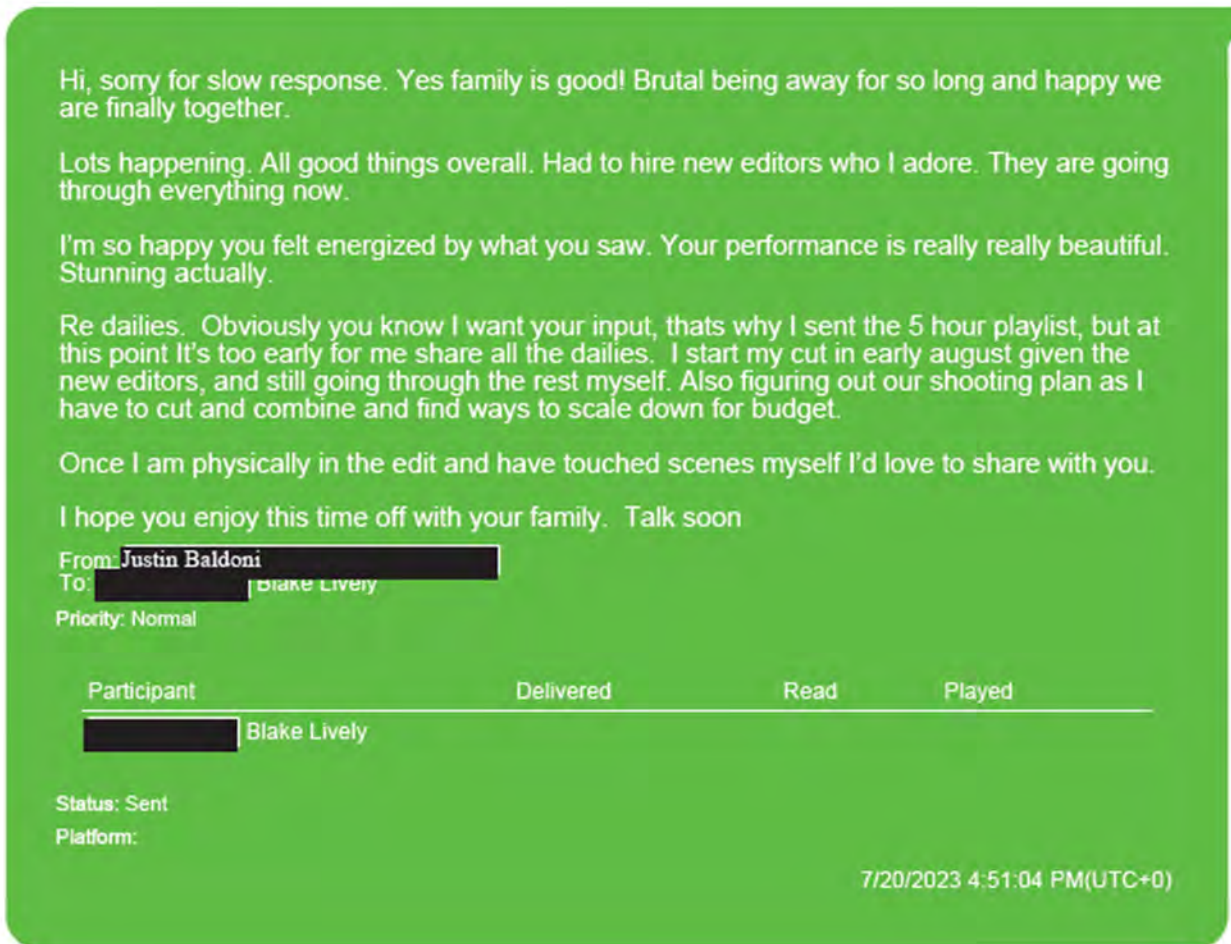 Hi, sorry for slow response. Yes family is good! Brutal being away for so long and happy we
are finally together.
Lots happening. All good things overall. Had to hire new editors who I adore. They are going
through everything now.
I'm so happy you felt energized by what you saw. Your performance is really really beautiful.
Stunning actually.
Re dailies.  Obviously you know I want your input, thats why I sent the 5 hour playlist, but at
this point It's too early for me share all the dailies.  I start my cut in early august given the
new editors, and still going through the rest myself. Also figuring out our shooting plan as I
have to cut and combine and find ways to scale down for budget.
Once I am physically in the edit and have touched scenes myself I'd love to share with you.
I hope you enjoy this time off with your family.  Talk soon
From: Justin Baldoni
To: Blake Lively
Priority: Normal
Participant Delivered Read Played
Blake Lively
Status: Sent
Platform:
7/20/2023 4:51:04 PM(UTC+0)